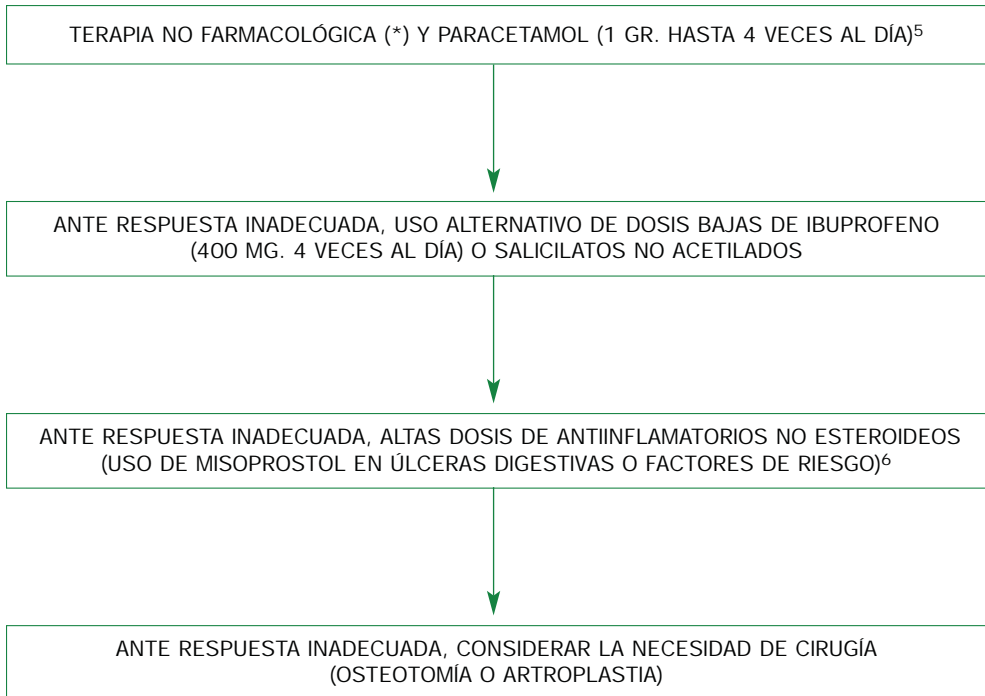 TERAPIA NO FARMACOLÓGICA (*) Y PARACETAMOL (1 GR. HASTA 4 VECES AL DÍA)⁵
ANTE RESPUESTA INADECUADA, USO ALTERNATIVO DE DOSIS BAJAS DE IBUPROFENO
(400 MG. 4 VECES AL DÍA) O SALICILATOS NO ACETILADOS
ANTE RESPUESTA INADECUADA, ALTAS DOSIS DE ANTIINFLAMATORIOS NO ESTEROIDEOS
(USO DE MISOPROSTOL EN ÚLCERAS DIGESTIVAS O FACTORES DE RIESGO)⁶
ANTE RESPUESTA INADECUADA, CONSIDERAR LA NECESIDAD DE CIRUGÍA
(OSTEOTOMÍA O ARTROPLASTIA)